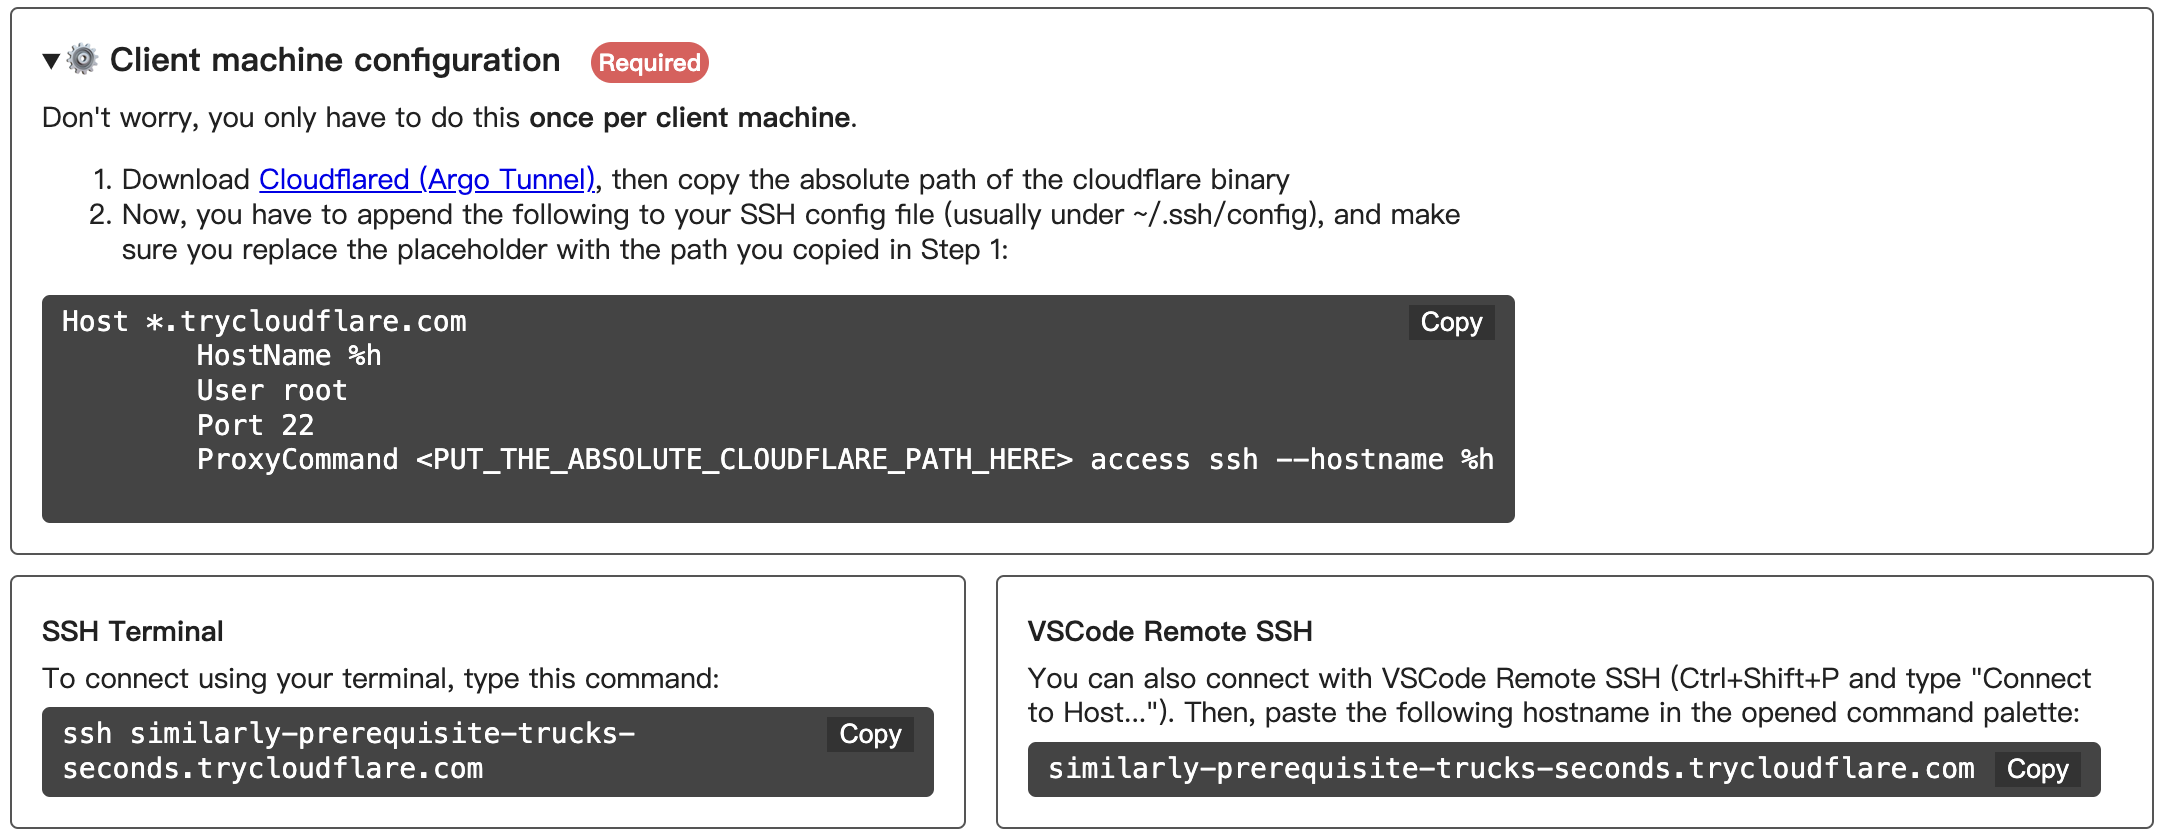 ▼⚙️ Client machine configuration Required
Don't worry, you only have to do this once per client machine.
1. Download Cloudflared (Argo Tunnel), then copy the absolute path of the cloudflare binary
2. Now, you have to append the following to your SSH config file (usually under ~/.ssh/config), and make
sure you replace the placeholder with the path you copied in Step 1:
Host *.trycloudflare.com
Copy
HostName %h
User root
Port 22
ProxyCommand <PUT_THE_ABSOLUTE_CLOUDFLARE_PATH_HERE> access ssh --hostname %h
SSH Terminal
To connect using your terminal, type this command:
ssh similarly-prerequisite-trucks-
seconds.trycloudflare.com
Copy
VSCode Remote SSH
You can also connect with VSCode Remote SSH (Ctrl+Shift+P and type "Connect
to Host..."). Then, paste the following hostname in the opened command palette:
similarly-prerequisite-trucks-seconds.trycloudflare.com
Copy